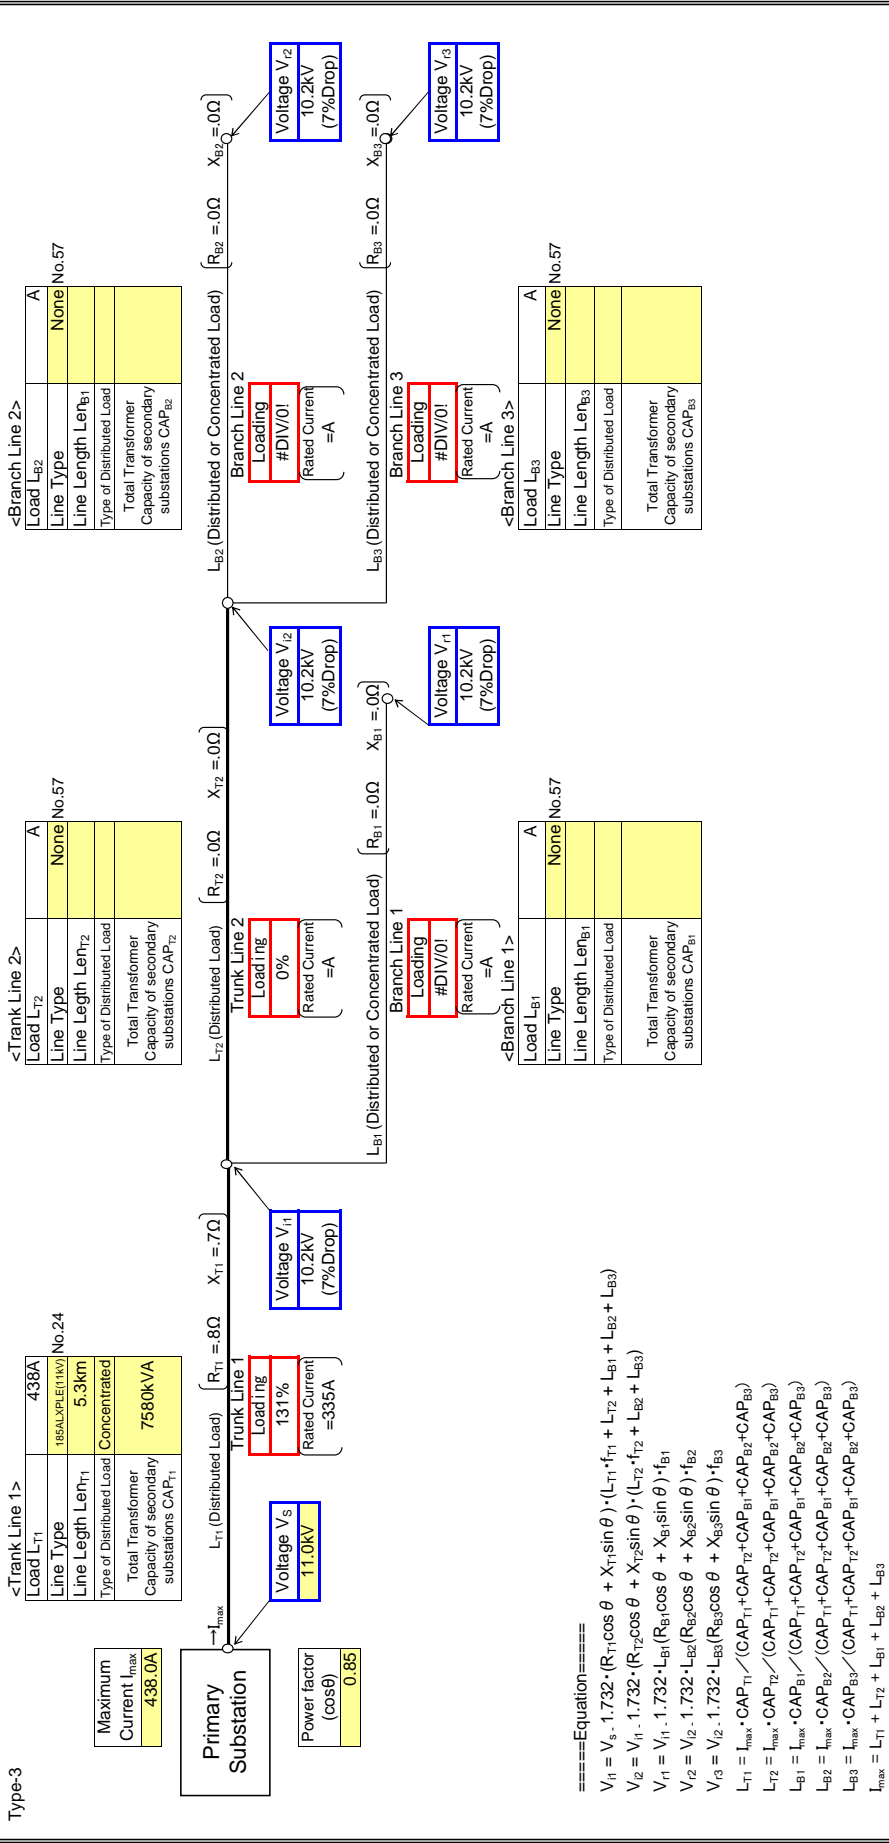 Type-3
<Trank Line 1>
Load L_T1 438A
Line Type 185ALXPLE(11kV) No.24
Line Legth Len_T1 5.3km
Type of Distributed Load Concentrated
Total Transformer
Capacity of secondary
substations CAP_T1
7580kVA
<Trank Line 2>
Load L_T2 A
Line Type None No.57
Line Legth Len_T2
Type of Distributed Load
Total Transformer
Capacity of secondary
substations CAP_T2
<Branch Line 2>
Load L_B2 A
Line Type None No.57
Line Length Len_B1
Type of Distributed Load
Total Transformer
Capacity of secondary
substations CAP_B2
Maximum
Current I_max
438.0A
Primary
Substation
Power factor
(cosθ)
0.85
→I_max
Voltage V_S
11.0kV
L_T1 (Distributed Load)
R_T1 =.8Ω X_T1 =.7Ω
Trunk Line 1
Loading
131%
Rated Current
=335A
Voltage V_i1
10.2kV
(7%Drop)
L_T2 (Distributed Load)
R_T2 =.0Ω X_T2 =.0Ω
Trunk Line 2
Loading
0%
Rated Current
=A
Voltage V_i2
10.2kV
(7%Drop)
L_B2 (Distributed or Concentrated Load)
R_B2 =.0Ω X_B2 =.0Ω
Branch Line 2
Loading
#DIV/0!
Rated Current
=A
Voltage V_r2
10.2kV
(7%Drop)
L_B1 (Distributed or Concentrated Load)
R_B1 =.0Ω X_B1 =.0Ω
Branch Line 1
Loading
#DIV/0!
Rated Current
=A
Voltage V_r1
10.2kV
(7%Drop)
L_B3 (Distributed or Concentrated Load)
R_B3 =.0Ω X_B3 =.0Ω
Branch Line 3
Loading
#DIV/0!
Rated Current
=A
Voltage V_r3
10.2kV
(7%Drop)
<Branch Line 1>
Load L_B1 A
Line Type None No.57
Line Length Len_B1
Type of Distributed Load
Total Transformer
Capacity of secondary
substations CAP_B1
<Branch Line 3>
Load L_B3 A
Line Type None No.57
Line Length Len_B3
Type of Distributed Load
Total Transformer
Capacity of secondary
substations CAP_B3
=====Equation=====
V_i1 = V_s - 1.732・(R_T1cosθ + X_T1sinθ)・(L_T1・f_T1 + L_T2 + L_B1 + L_B2 + L_B3)
V_i2 = V_i1 - 1.732・(R_T2cosθ + X_T2sinθ)・(L_T2・f_T2 + L_B2 + L_B3)
V_r1 = V_i1 - 1.732・L_B1(R_B1cosθ + X_B1sinθ)・f_B1
V_r2 = V_i2 - 1.732・L_B2(R_B2cosθ + X_B2sinθ)・f_B2
V_r3 = V_i2 - 1.732・L_B3(R_B3cosθ + X_B3sinθ)・f_B3
L_T1 = I_max・CAP_T1/(CAP_T1+CAP_T2+CAP_B1+CAP_B2+CAP_B3)
L_T2 = I_max・CAP_T2/(CAP_T1+CAP_T2+CAP_B1+CAP_B2+CAP_B3)
L_B1 = I_max・CAP_B1/(CAP_T1+CAP_T2+CAP_B1+CAP_B2+CAP_B3)
L_B2 = I_max・CAP_B2/(CAP_T1+CAP_T2+CAP_B1+CAP_B2+CAP_B3)
L_B3 = I_max・CAP_B3/(CAP_T1+CAP_T2+CAP_B1+CAP_B2+CAP_B3)
I_max = L_T1 + L_T2 + L_B1 + L_B2 + L_B3